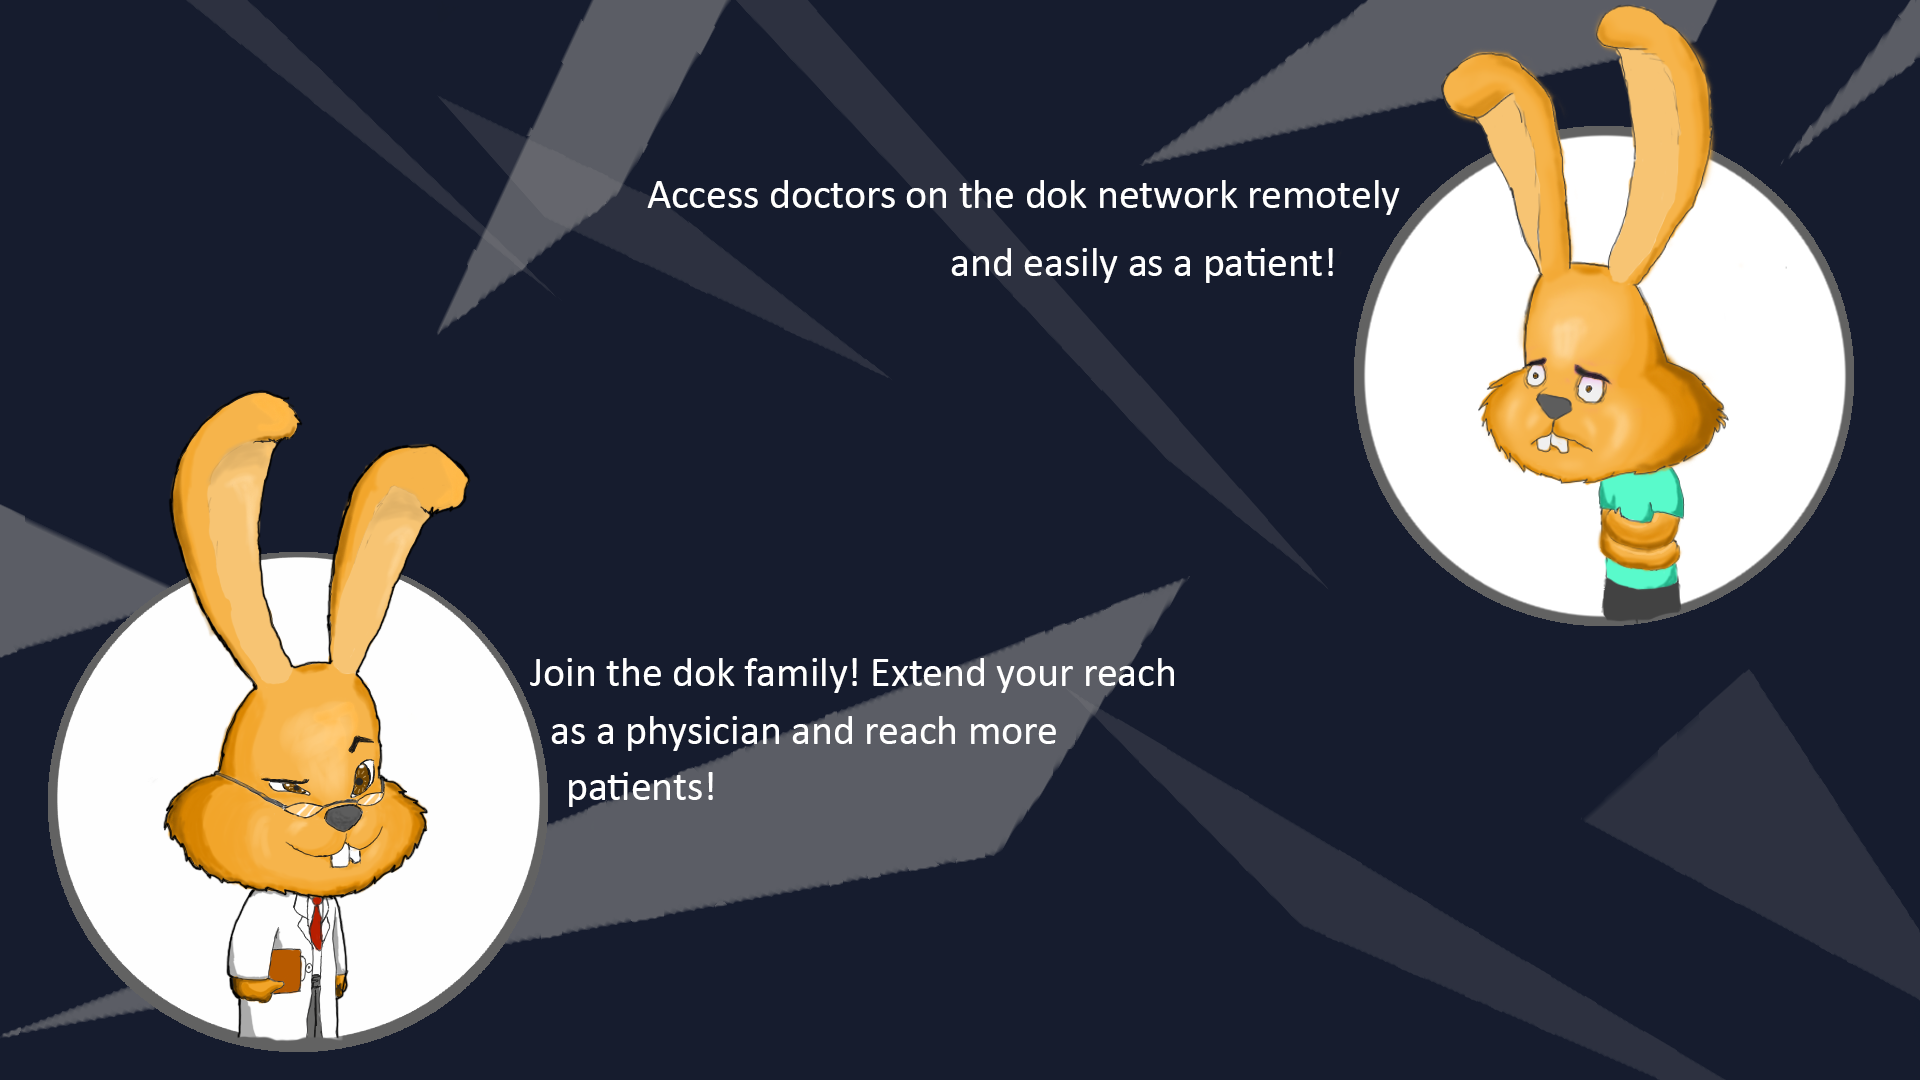 Access doctors on the dok network remotely
and easily as a patient!
Join the dok family! Extend your reach
as a physician and reach more
patients!